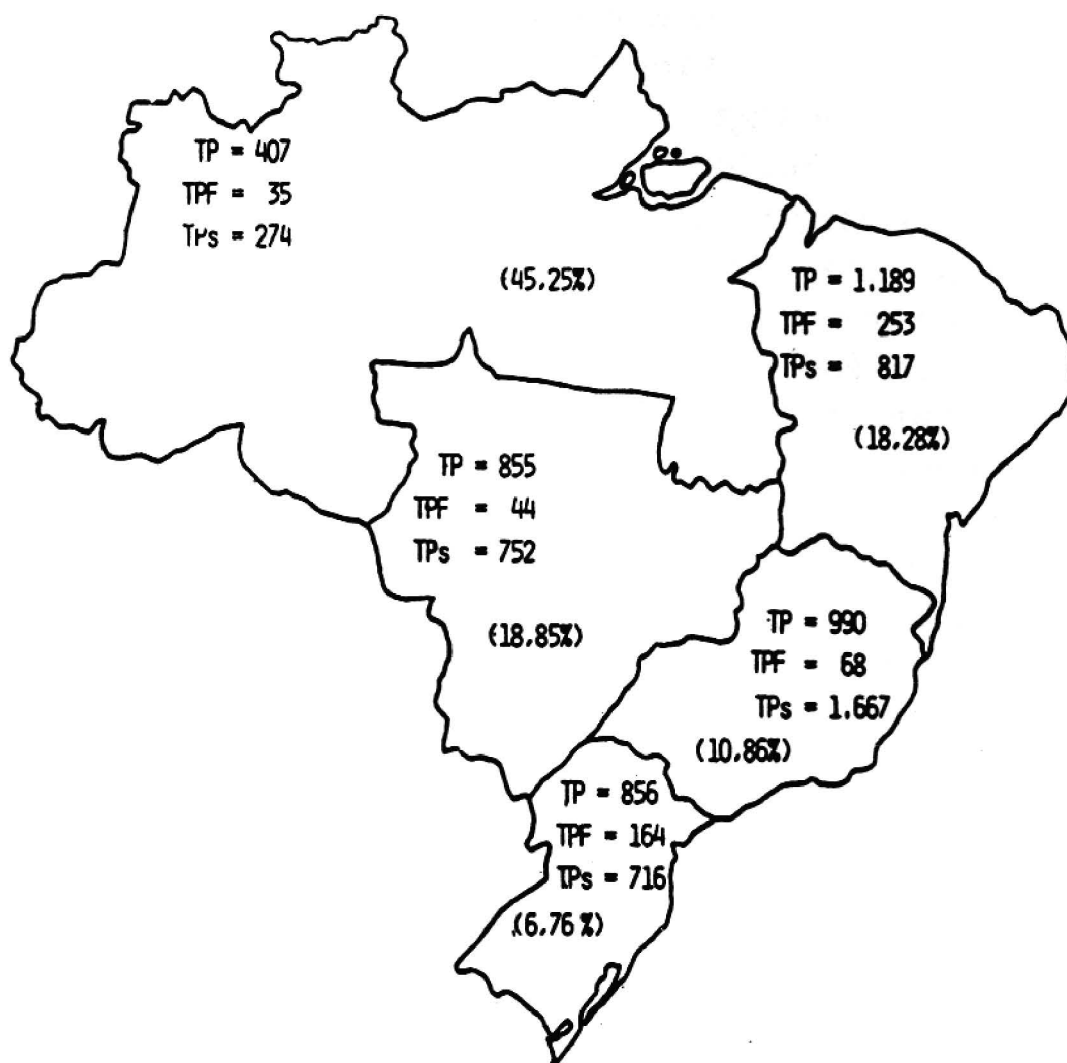 TP = 407
TPF = 35
TPs = 274
(45,25%)
TP = 1.189
TPF = 253
TPs = 817
(18,28%)
TP = 855
TPF = 44
TPs = 752
(18,85%)
TP = 990
TPF = 68
TPs = 1.667
(10,86%)
TP = 856
TPF = 164
TPs = 716
(6,76%)